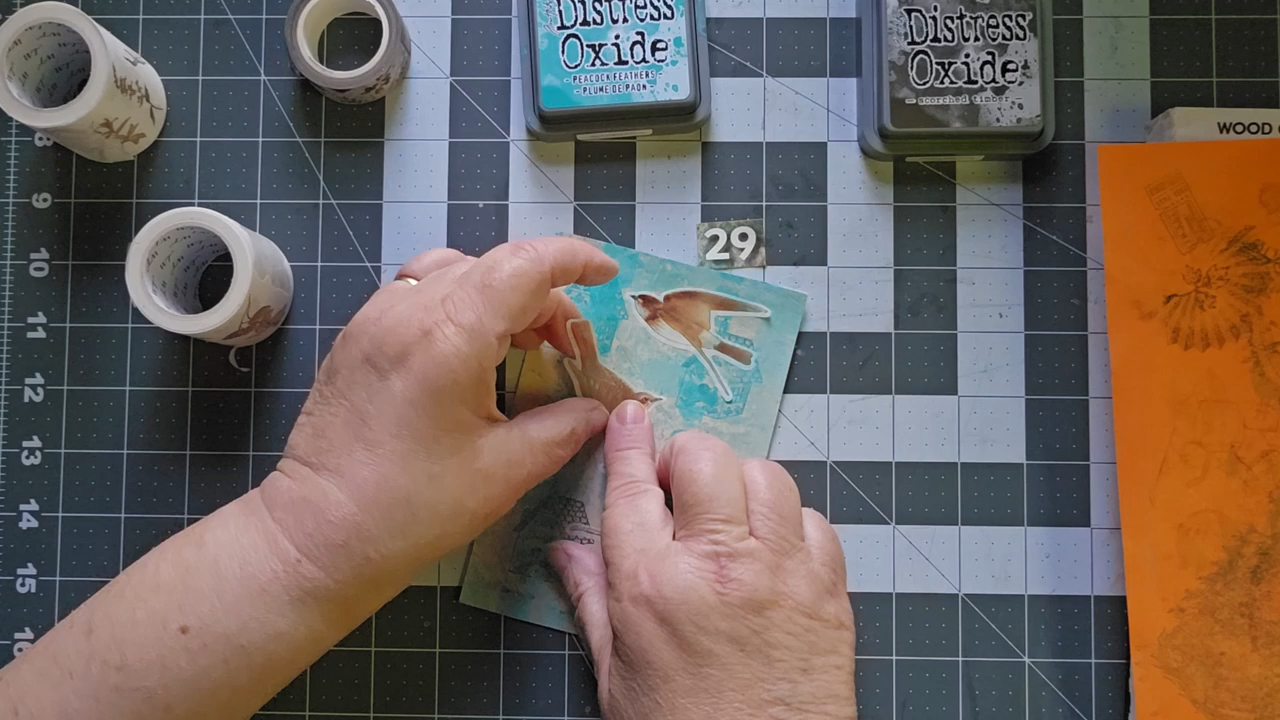 Distress
Oxide
- PEACOCK FEATHERS -
- PLUME DE PAON -
Distress
Oxide
- scorched timber -
WOOD
29
8
9
10
11
12
13
14
15
16